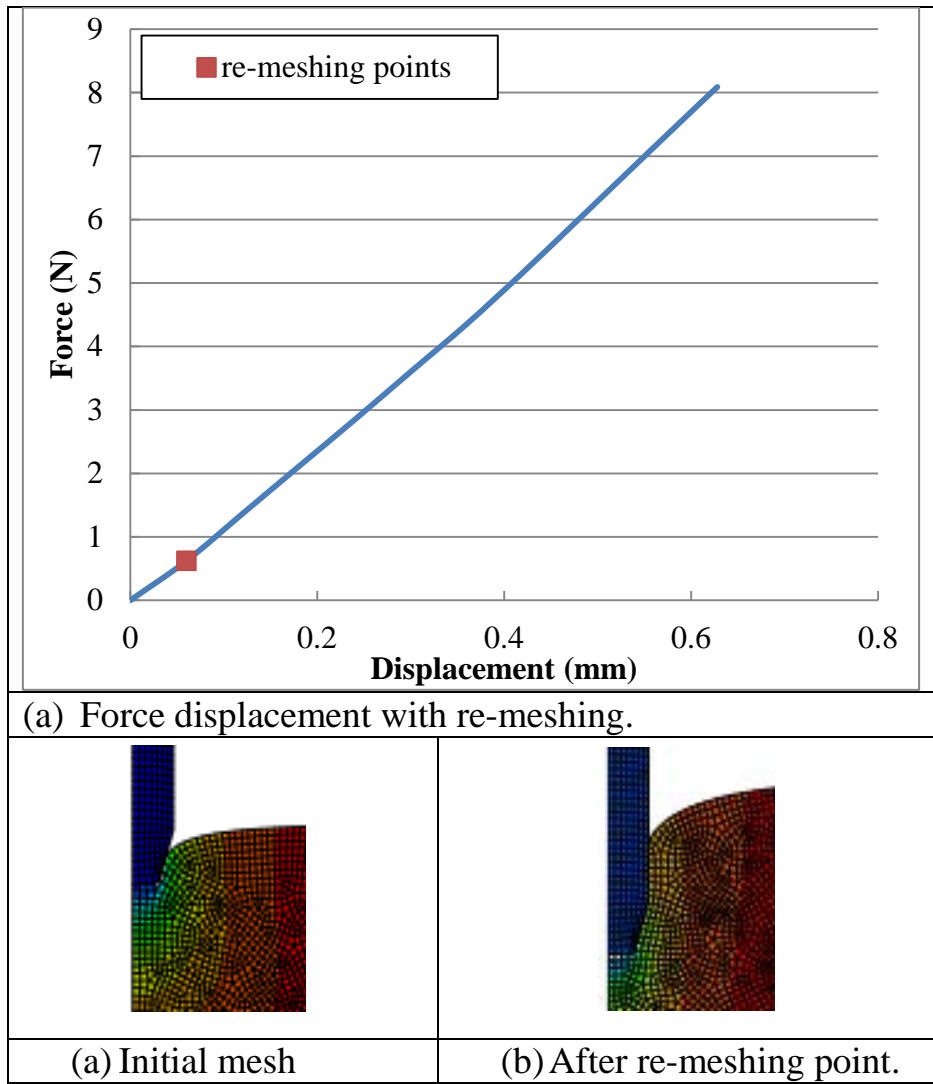 9
re-meshing points
8
7
6
5
4
3
2
1
0
Force (N)
0
0.2
0.4
0.6
0.8
Displacement (mm)
(a) Force displacement with re-meshing.
(a) Initial mesh
(b) After re-meshing point.